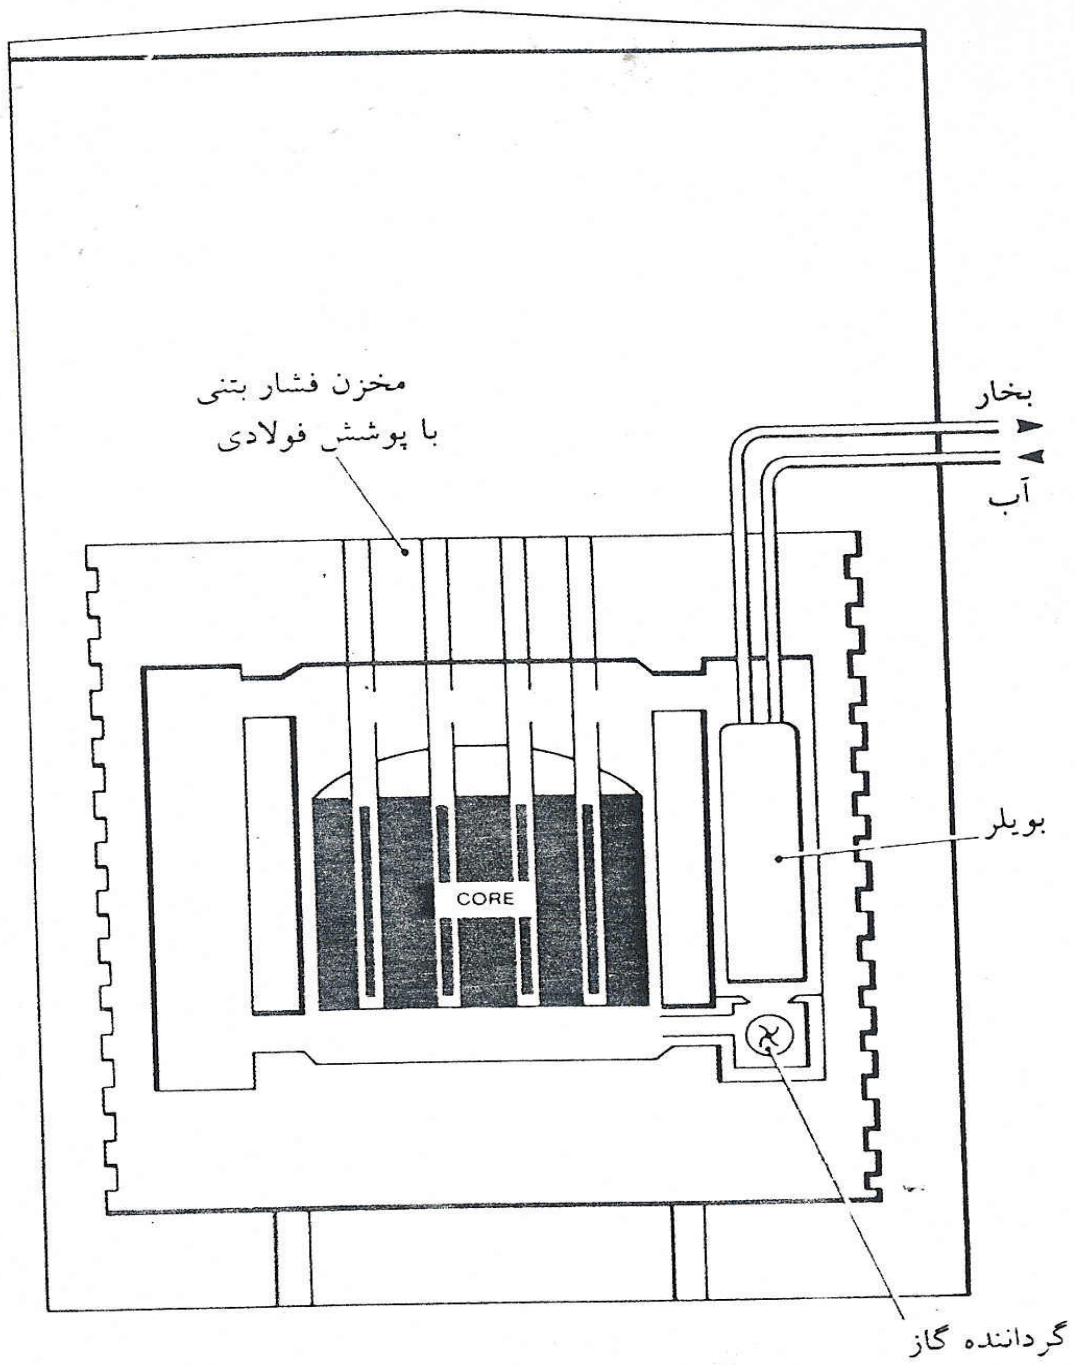 مخزن فشار بتنی
با پوشش فولادی
بخار
آب
بویلر
CORE
گرداننده گاز